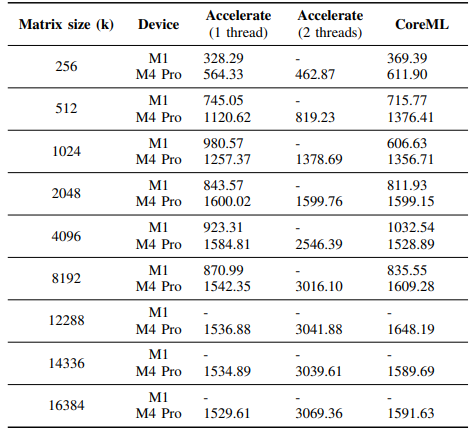 Matrix size (k) Device Accelerate (1 thread) Accelerate (2 threads) CoreML
256 M1 328.29 - 369.39
M4 Pro 564.33 462.87 611.90
512 M1 745.05 - 715.77
M4 Pro 1120.62 819.23 1376.41
1024 M1 980.57 - 606.63
M4 Pro 1257.37 1378.69 1356.71
2048 M1 843.57 - 811.93
M4 Pro 1600.02 1599.76 1599.15
4096 M1 923.31 - 1032.54
M4 Pro 1584.81 2546.39 1528.89
8192 M1 870.99 - 835.55
M4 Pro 1542.35 3016.10 1609.28
12288 M1 - - -
M4 Pro 1536.88 3041.88 1648.19
14336 M1 - - -
M4 Pro 1534.89 3039.61 1589.69
16384 M1 - - -
M4 Pro 1529.61 3069.36 1591.63